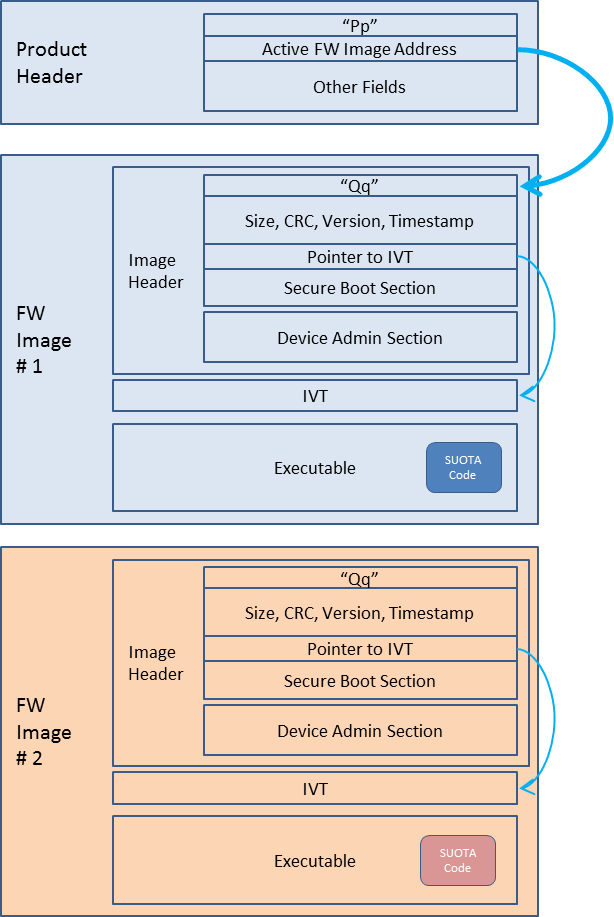 Product
Header
“Pp”
Active FW Image Address
Other Fields
FW
Image
# 1
Image
Header
“Qq”
Size, CRC, Version, Timestamp
Pointer to IVT
Secure Boot Section
Device Admin Section
IVT
Executable
SUOTA
Code
FW
Image
# 2
Image
Header
“Qq”
Size, CRC, Version, Timestamp
Pointer to IVT
Secure Boot Section
Device Admin Section
IVT
Executable
SUOTA
Code